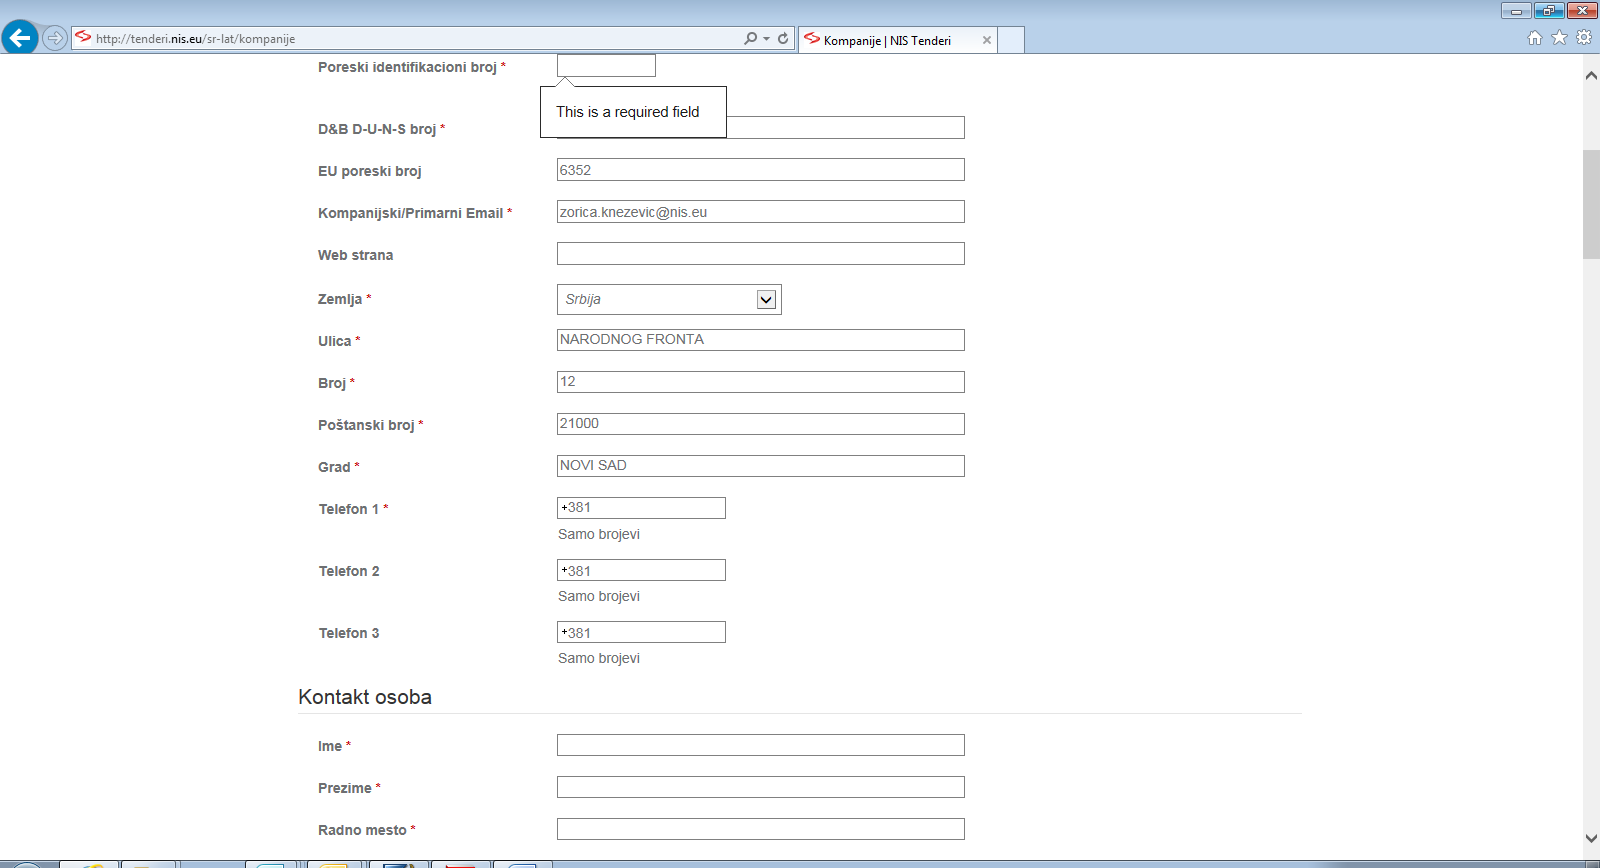 http://tenderi.nis.eu/sr-lat/kompanije
Kompanije | NIS Tenderi
Poreski identifikacioni broj *
This is a required field
D&B D-U-N-S broj *
EU poreski broj 6352
Kompanijski/Primarni Email * zorica.knezevic@nis.eu
Web strana
Zemlja * Srbija
Ulica * NARODNOG FRONTA
Broj * 12
Poštanski broj * 21000
Grad * NOVI SAD
Telefon 1 * +381
Samo brojevi
Telefon 2 +381
Samo brojevi
Telefon 3 +381
Samo brojevi
Kontakt osoba
Ime *
Prezime *
Radno mesto *